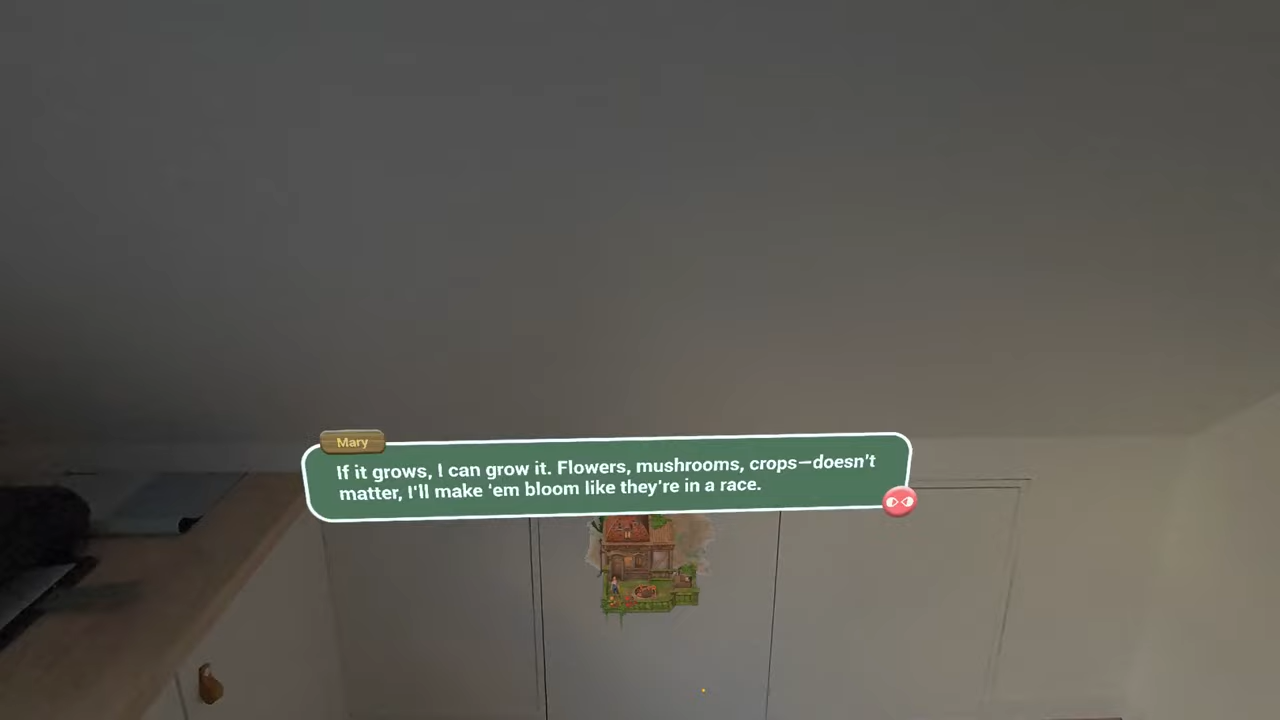 Mary
If it grows, I can grow it. Flowers, mushrooms, crops—doesn't
matter, I'll make 'em bloom like they're in a race.